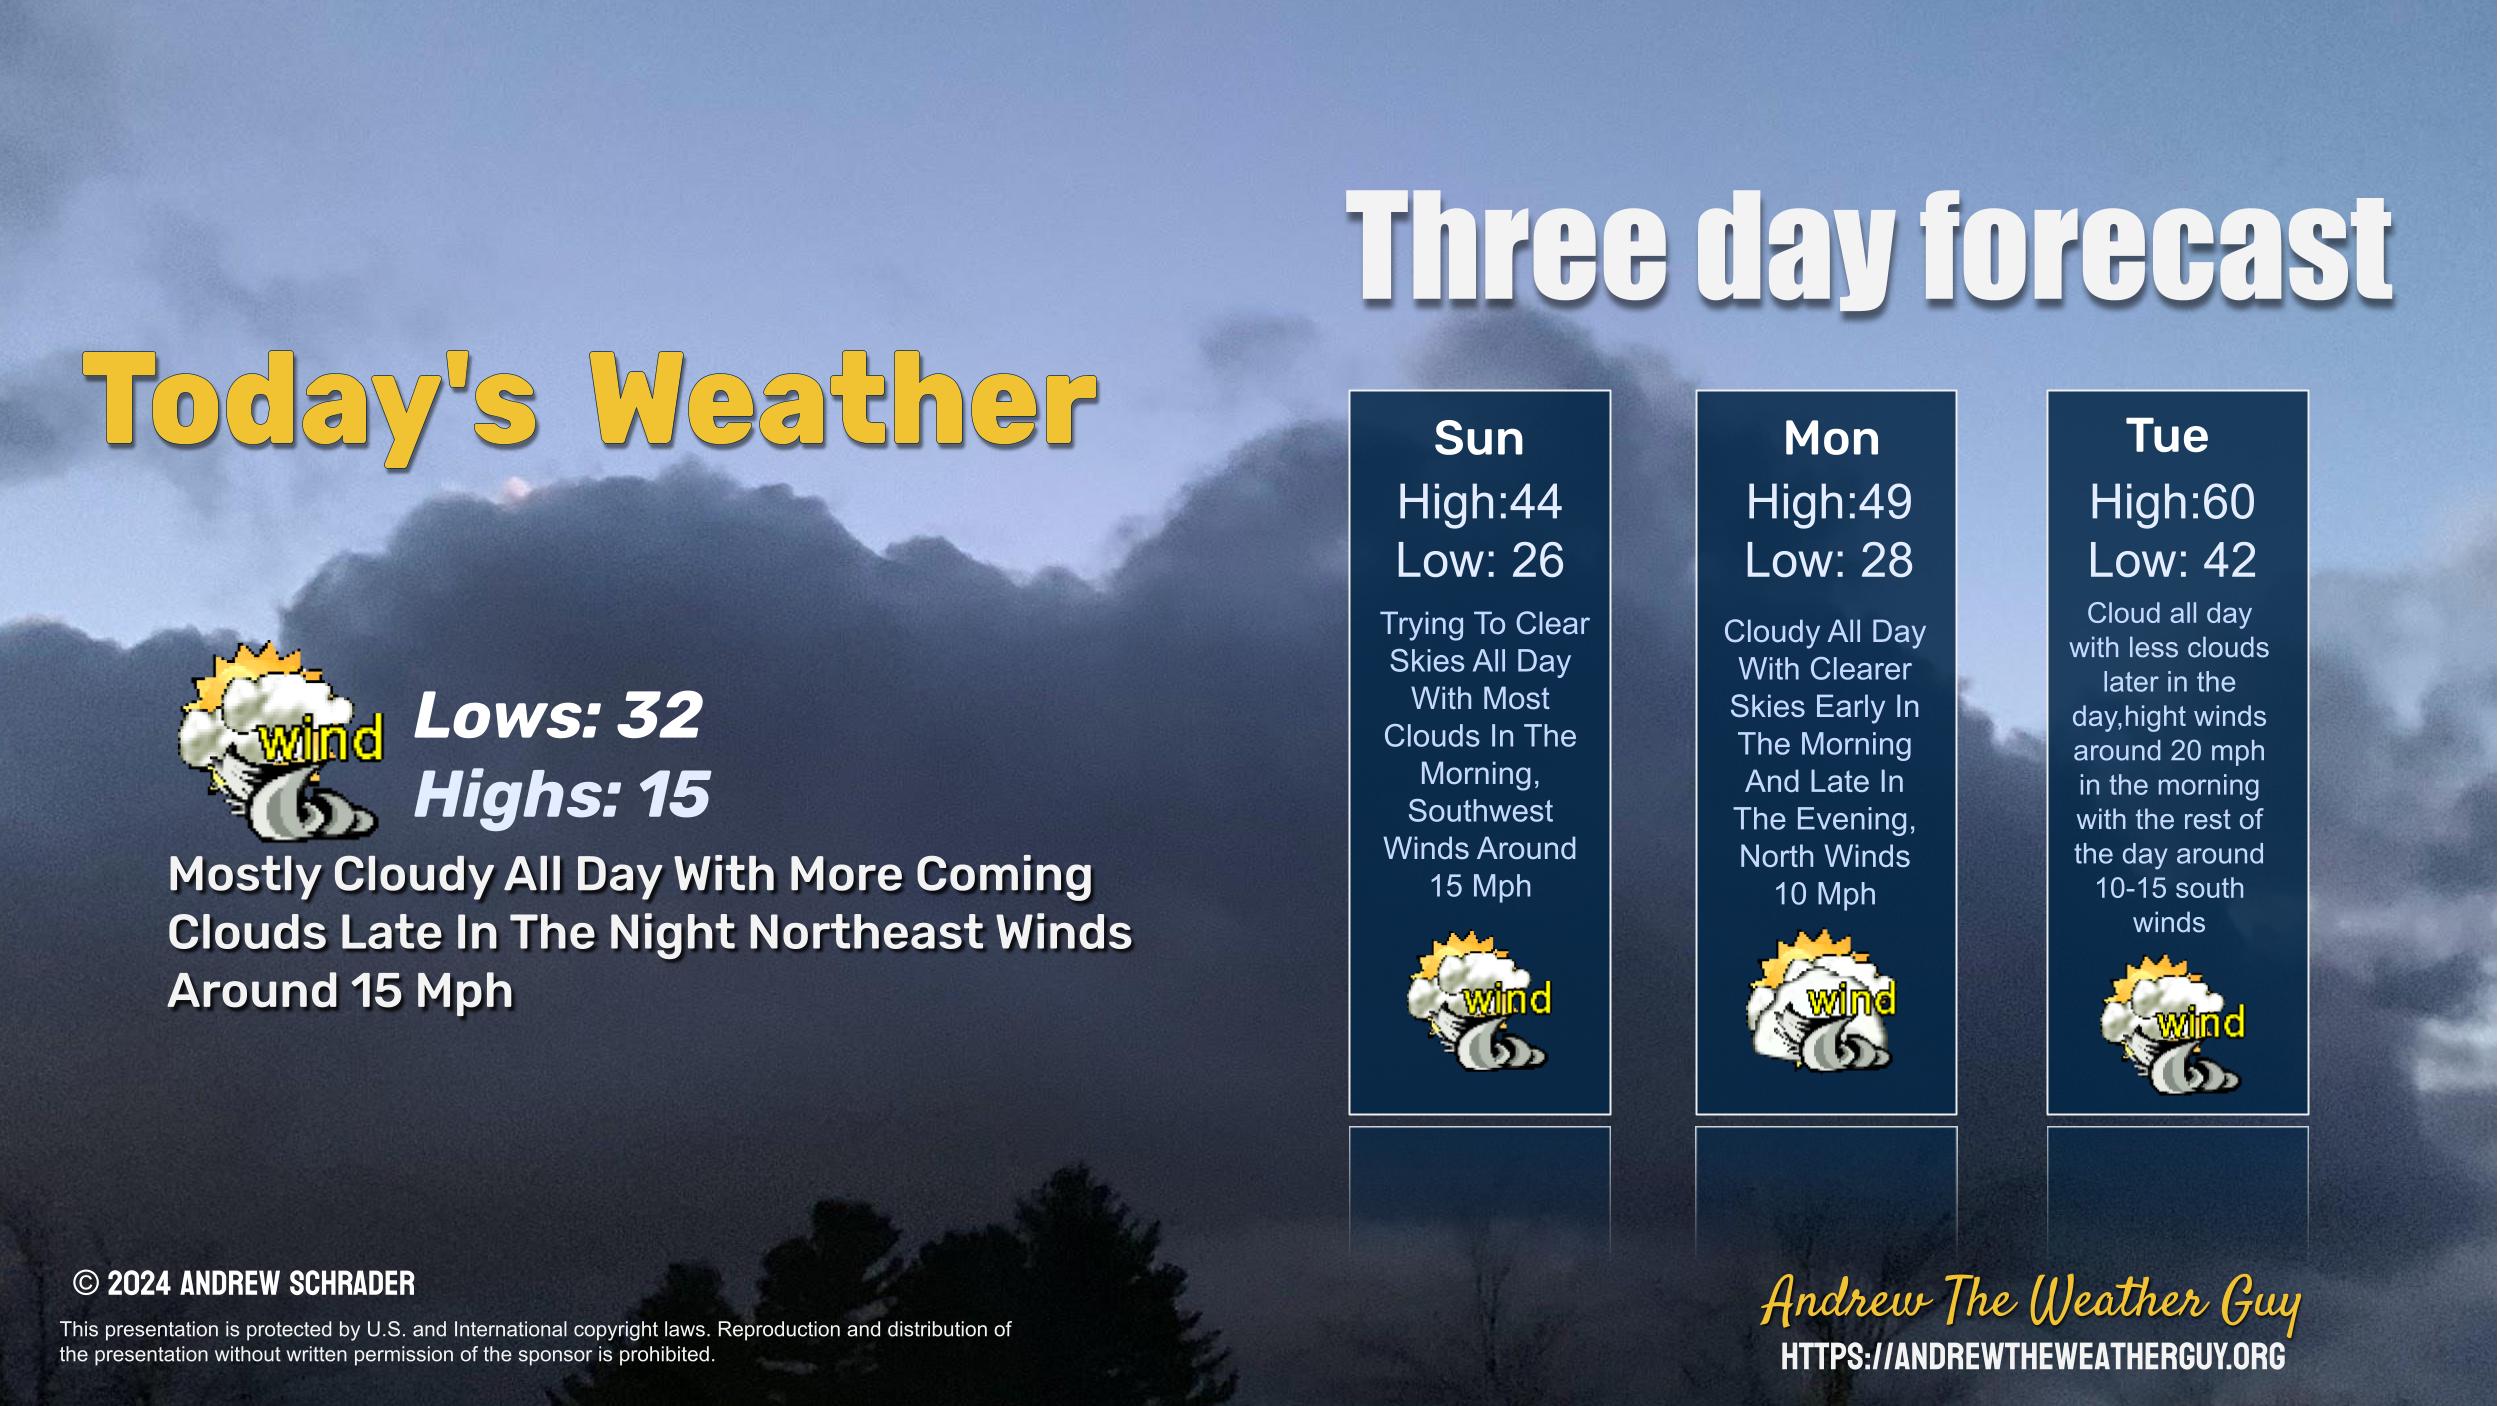 Three day forecast
Today's Weather
wind
Lows: 32
Highs: 15
Mostly Cloudy All Day With More Coming
Clouds Late In The Night Northeast Winds
Around 15 Mph
Sun
High:44
Low: 26
Trying To Clear
Skies All Day
With Most
Clouds In The
Morning,
Southwest
Winds Around
15 Mph
wind
Mon
High:49
Low: 28
Cloudy All Day
With Clearer
Skies Early In
The Morning
And Late In
The Evening,
North Winds
10 Mph
wind
Tue
High:60
Low: 42
Cloud all day
with less clouds
later in the
day,hight winds
around 20 mph
in the morning
with the rest of
the day around
10-15 south
winds
wind
© 2024 ANDREW SCHRADER
This presentation is protected by U.S. and International copyright laws. Reproduction and distribution of
the presentation without written permission of the sponsor is prohibited.
Andrew The Weather Guy
HTTPS://ANDREWTHEWEATHERGUY.ORG